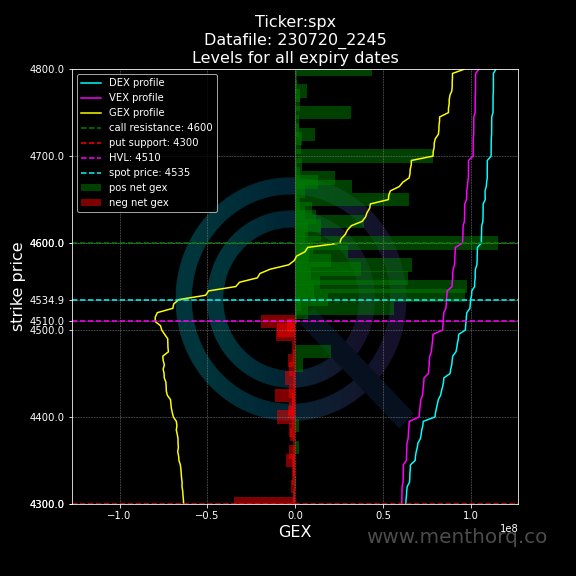 Ticker:spx
Datafile: 230720_2245
Levels for all expiry dates
DEX profile
VEX profile
GEX profile
call resistance: 4600
put support: 4300
HVL: 4510
spot price: 4535
pos net gex
neg net gex
strike price
4800.0
4700.0
4600.0
4534.9
4510.0
4500.0
4400.0
4300.0
−1.0 −0.5 0.0 0.5 1.0
1e8
GEX
www.menthorq.co